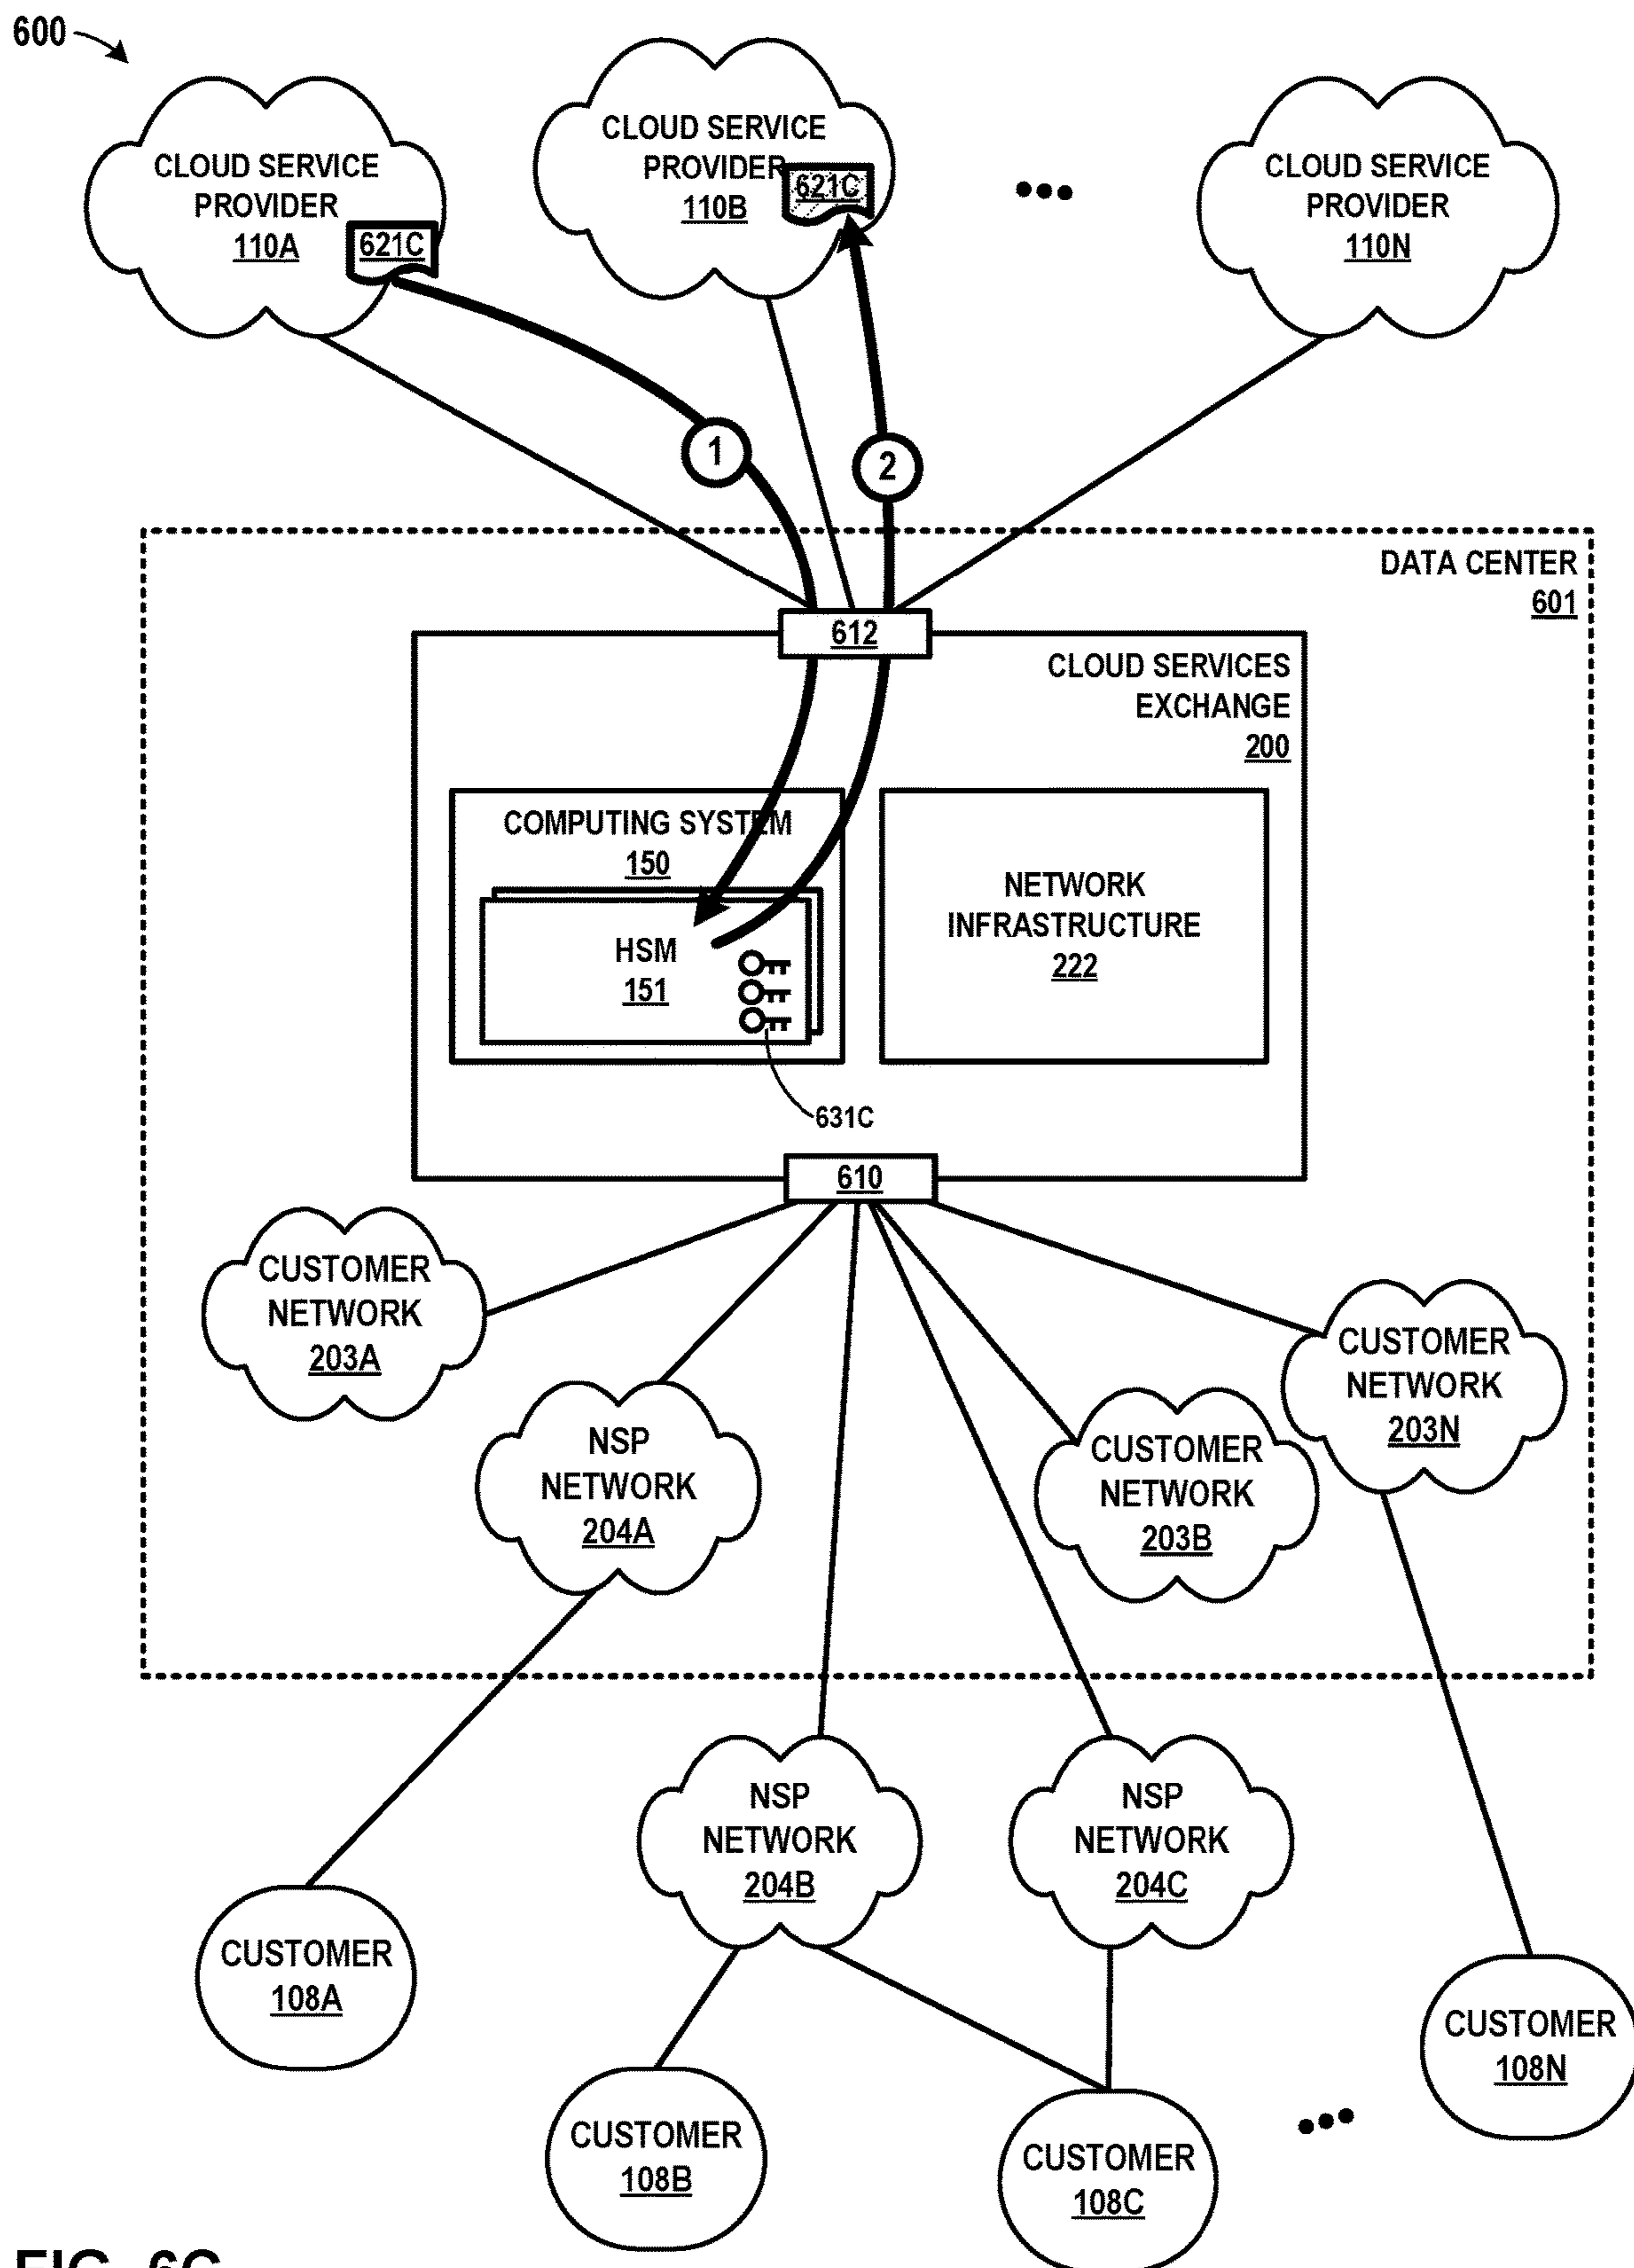 600
CLOUD SERVICE
PROVIDER
110A
621C
CLOUD SERVICE
PROVIDER
110B
621C
CLOUD SERVICE
PROVIDER
110N
1
2
DATA CENTER
601
612
CLOUD SERVICES
EXCHANGE
200
COMPUTING SYSTEM
150
HSM
151
NETWORK
INFRASTRUCTURE
222
631C
610
CUSTOMER
NETWORK
203A
NSP
NETWORK
204A
CUSTOMER
NETWORK
203B
CUSTOMER
NETWORK
203N
NSP
NETWORK
204B
NSP
NETWORK
204C
CUSTOMER
108A
CUSTOMER
108B
CUSTOMER
108C
CUSTOMER
108N
FIG. 6C